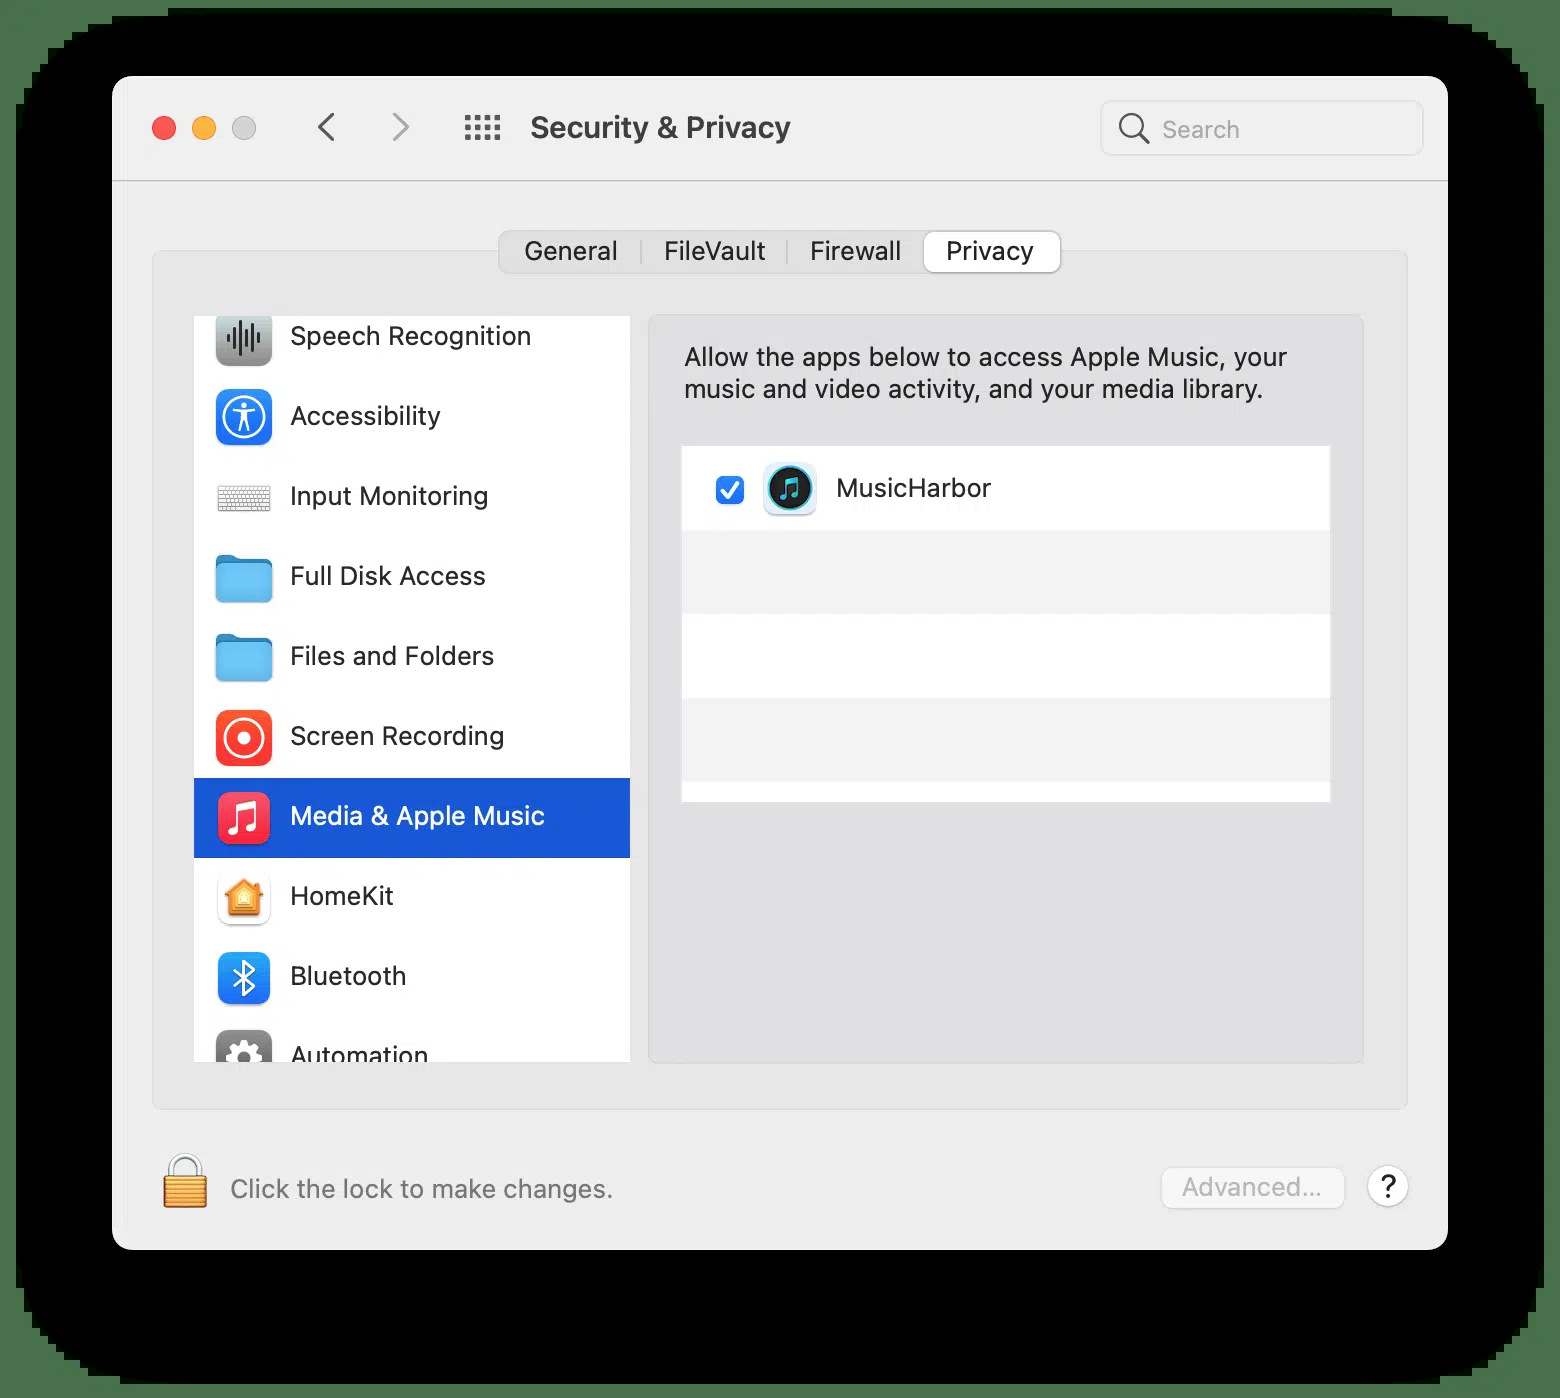 Security & Privacy
Search
General
FileVault
Firewall
Privacy
Speech Recognition
Accessibility
Input Monitoring
Full Disk Access
Files and Folders
Screen Recording
Media & Apple Music
HomeKit
Bluetooth
Automation
Allow the apps below to access Apple Music, your
music and video activity, and your media library.
MusicHarbor
Click the lock to make changes.
Advanced...
?